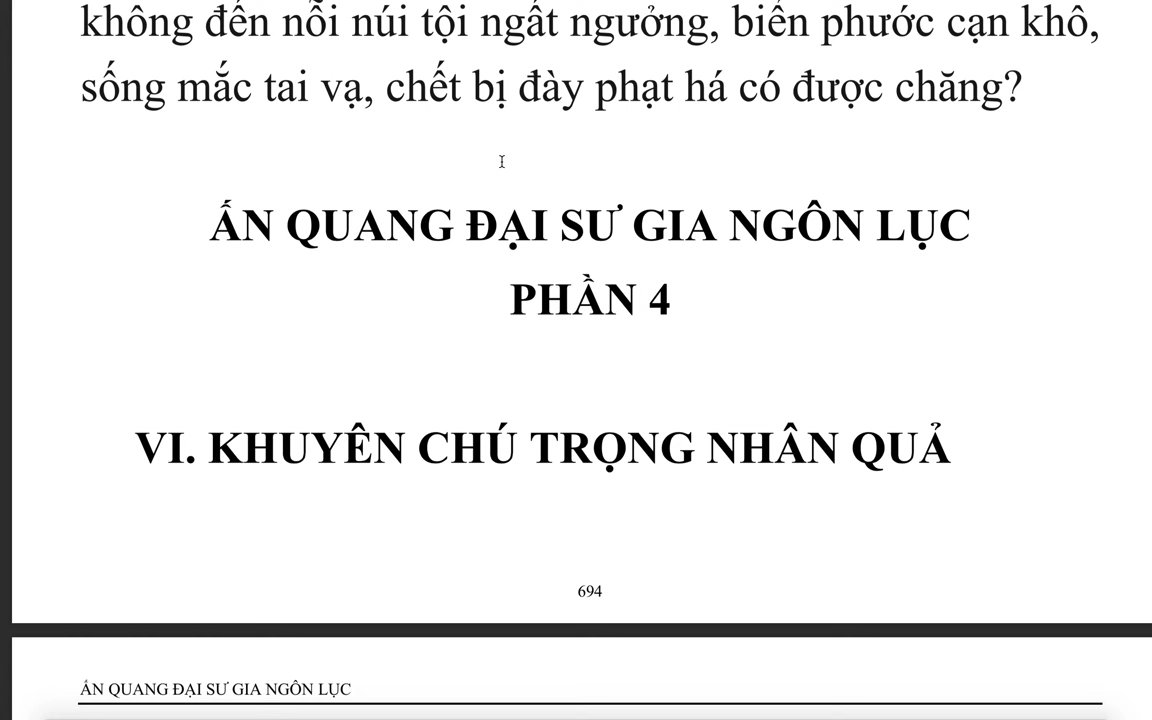 không đến nỗi núi tội ngất ngưởng, biển phước cạn khô,
sống mắc tai vạ, chết bị đày phạt há có được chăng?
ẤN QUANG ĐẠI SƯ GIA NGÔN LỤC
PHẦN 4
VI. KHUYÊN CHÚ TRỌNG NHÂN QUẢ
694
ẤN QUANG ĐẠI SƯ GIA NGÔN LỤC